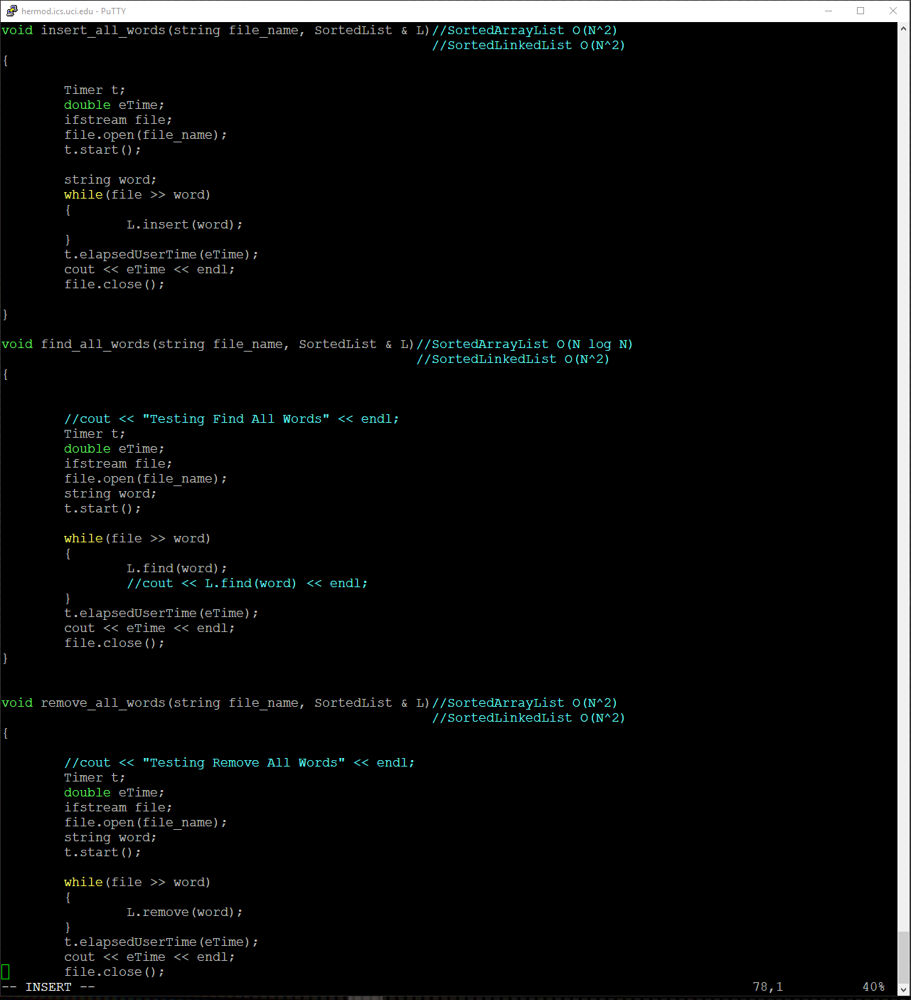 hermod.ics.uci.edu - PuTTY
void insert_all_words(string file_name, SortedList & L)//SortedArrayList O(N^2)
//SortedLinkedList O(N^2)
{
Timer t;
double eTime;
ifstream file;
file.open(file_name);
t.start();
string word;
while(file >> word)
{
L.insert(word);
}
t.elapsedUserTime(eTime);
cout << eTime << endl;
file.close();
}
void find_all_words(string file_name, SortedList & L)//SortedArrayList O(N log N)
//SortedLinkedList O(N^2)
{
//cout << "Testing Find All Words" << endl;
Timer t;
double eTime;
ifstream file;
file.open(file_name);
string word;
t.start();
while(file >> word)
{
L.find(word);
//cout << L.find(word) << endl;
}
t.elapsedUserTime(eTime);
cout << eTime << endl;
file.close();
}
void remove_all_words(string file_name, SortedList & L)//SortedArrayList O(N^2)
//SortedLinkedList O(N^2)
{
//cout << "Testing Remove All Words" << endl;
Timer t;
double eTime;
ifstream file;
file.open(file_name);
string word;
t.start();
while(file >> word)
{
L.remove(word);
}
t.elapsedUserTime(eTime);
cout << eTime << endl;
file.close();
-- INSERT -- 78,1 40%